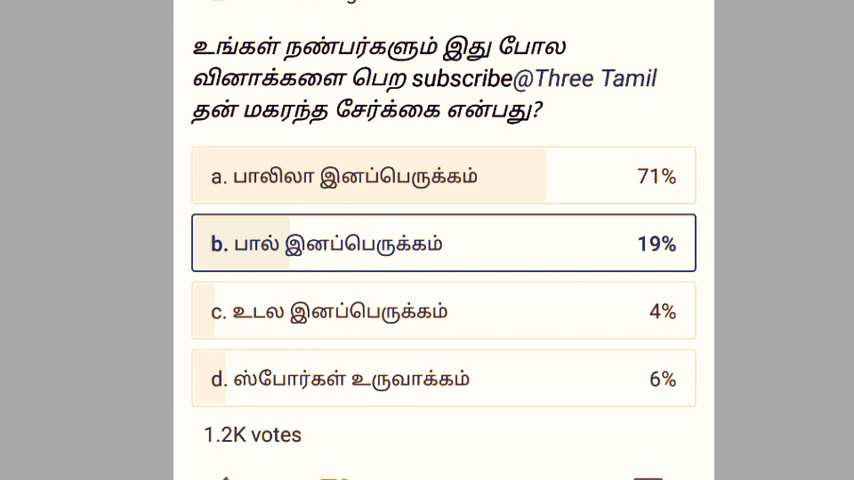 உங்கள் நண்பர்களும் இது போல
வினாக்களை பெற subscribe@Three Tamil
தன் மகரந்த சேர்க்கை என்பது?
a. பாலிலா இனப்பெருக்கம் 71%
b. பால் இனப்பெருக்கம் 19%
c. உடல இனப்பெருக்கம் 4%
d. ஸ்போர்கள் உருவாக்கம் 6%
1.2K votes